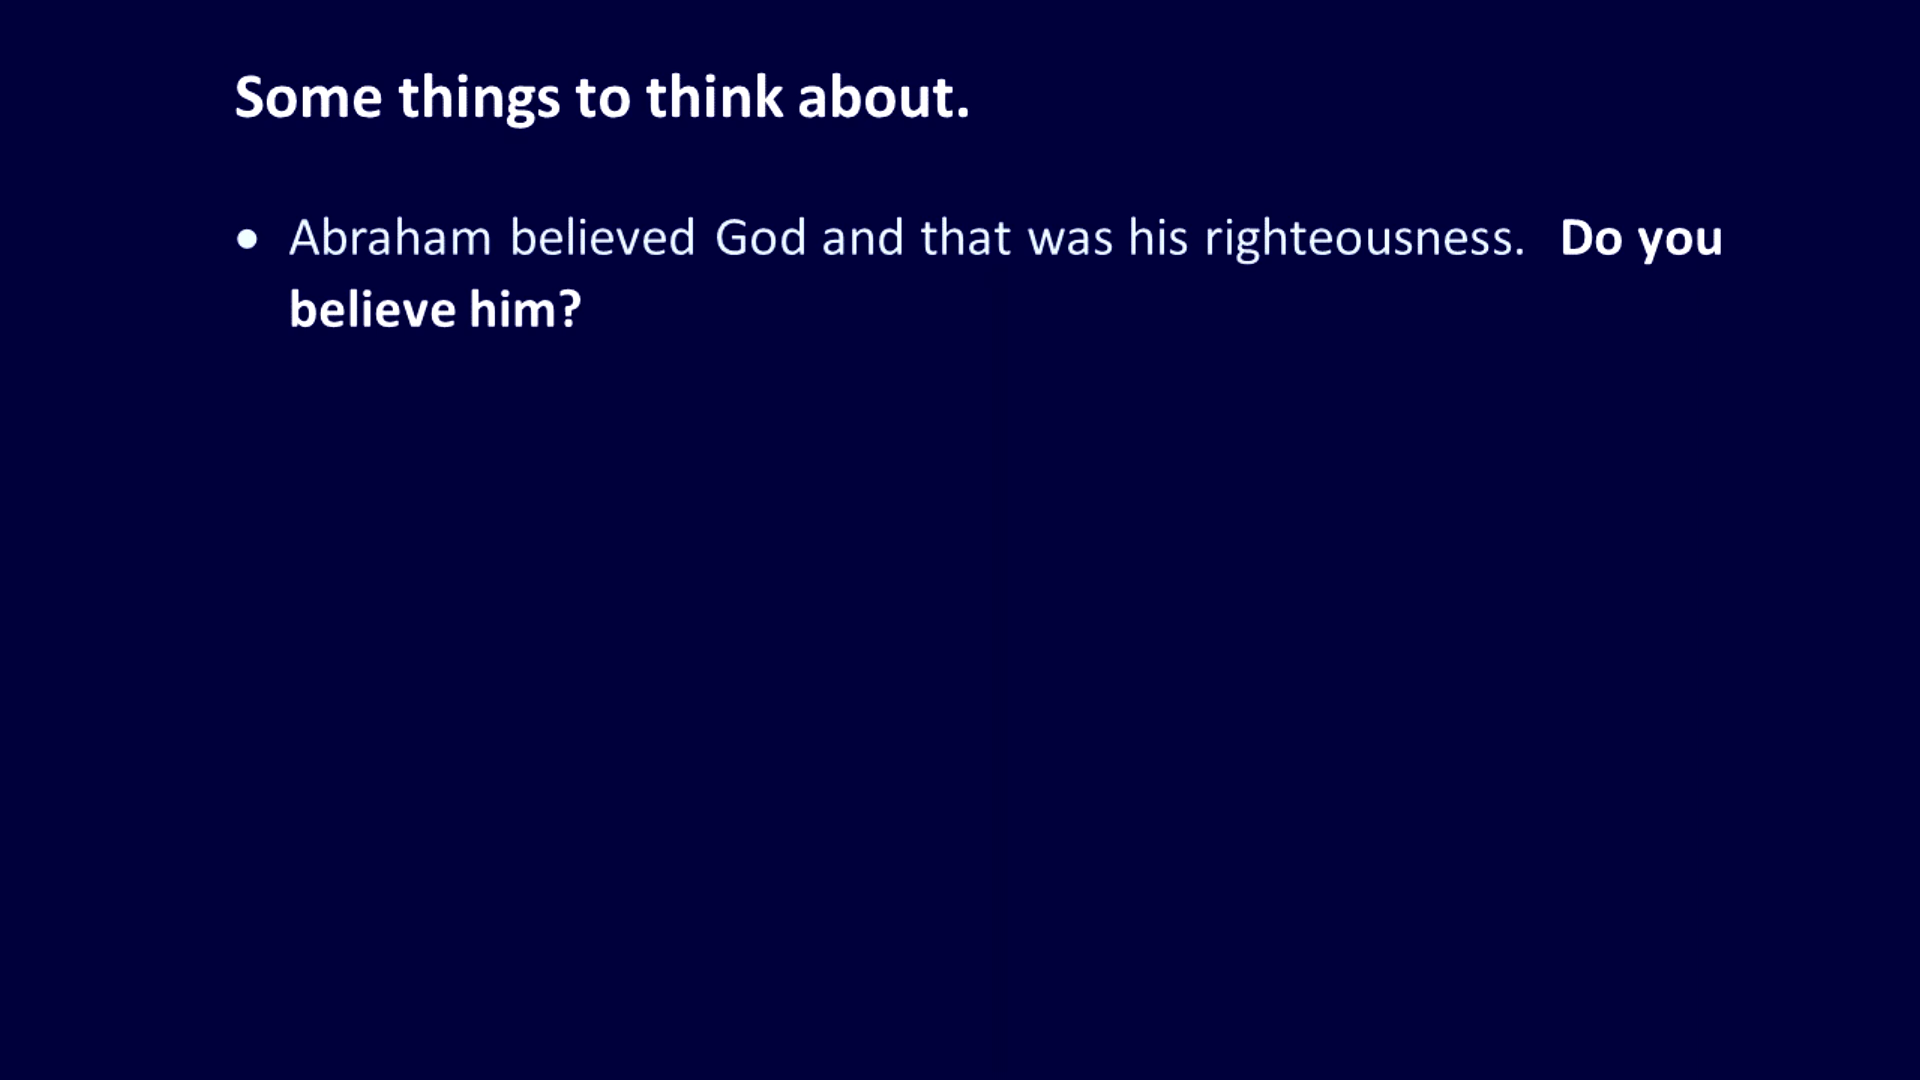 Some things to think about.
• Abraham believed God and that was his righteousness. Do you
believe him?